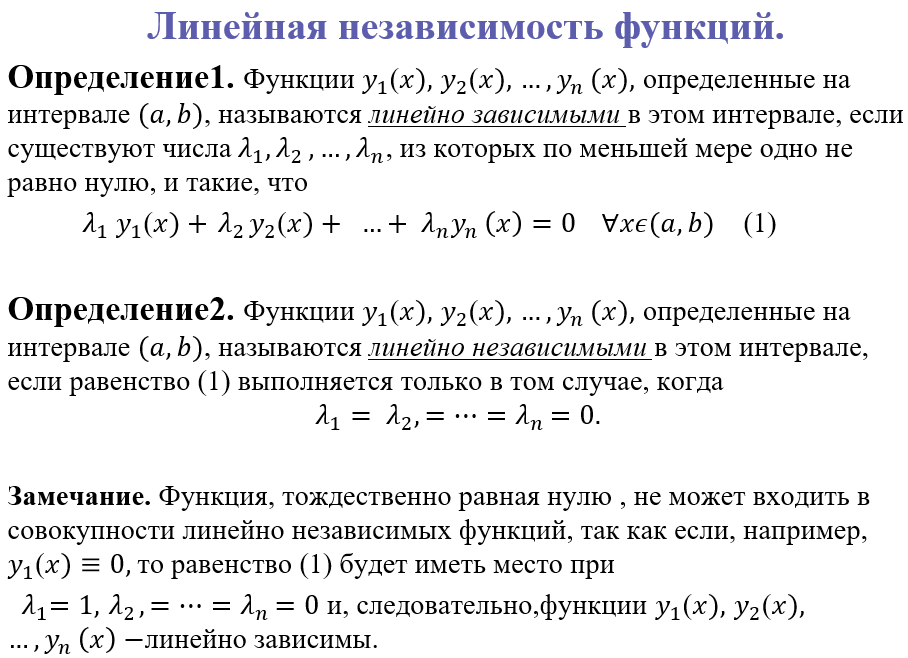 Линейная независимость функций.
Определение1. Функции 𝑦₁(𝑥), 𝑦₂(𝑥), … , 𝑦ₙ (𝑥), определенные на
интервале (𝑎, 𝑏), называются линейно зависимыми в этом интервале, если
существуют числа 𝜆₁, 𝜆₂ , … , 𝜆ₙ, из которых по меньшей мере одно не
равно нулю, и такие, что
𝜆₁ 𝑦₁(𝑥) + 𝜆₂ 𝑦₂(𝑥) + … + 𝜆ₙ𝑦ₙ (𝑥) = 0 ∀𝑥𝜖(𝑎, 𝑏) (1)
Определение2. Функции 𝑦₁(𝑥), 𝑦₂(𝑥), … , 𝑦ₙ (𝑥), определенные на
интервале (𝑎, 𝑏), называются линейно независимыми в этом интервале,
если равенство (1) выполняется только в том случае, когда
𝜆₁ = 𝜆₂, = ⋯ = 𝜆ₙ = 0.
Замечание. Функция, тождественно равная нулю , не может входить в
совокупности линейно независимых функций, так как если, например,
𝑦₁(𝑥) ≡ 0, то равенство (1) будет иметь место при
𝜆₁= 1, 𝜆₂ , = ⋯ = 𝜆ₙ = 0 и, следовательно,функции 𝑦₁(𝑥), 𝑦₂(𝑥),
… , 𝑦ₙ (𝑥) −линейно зависимы.